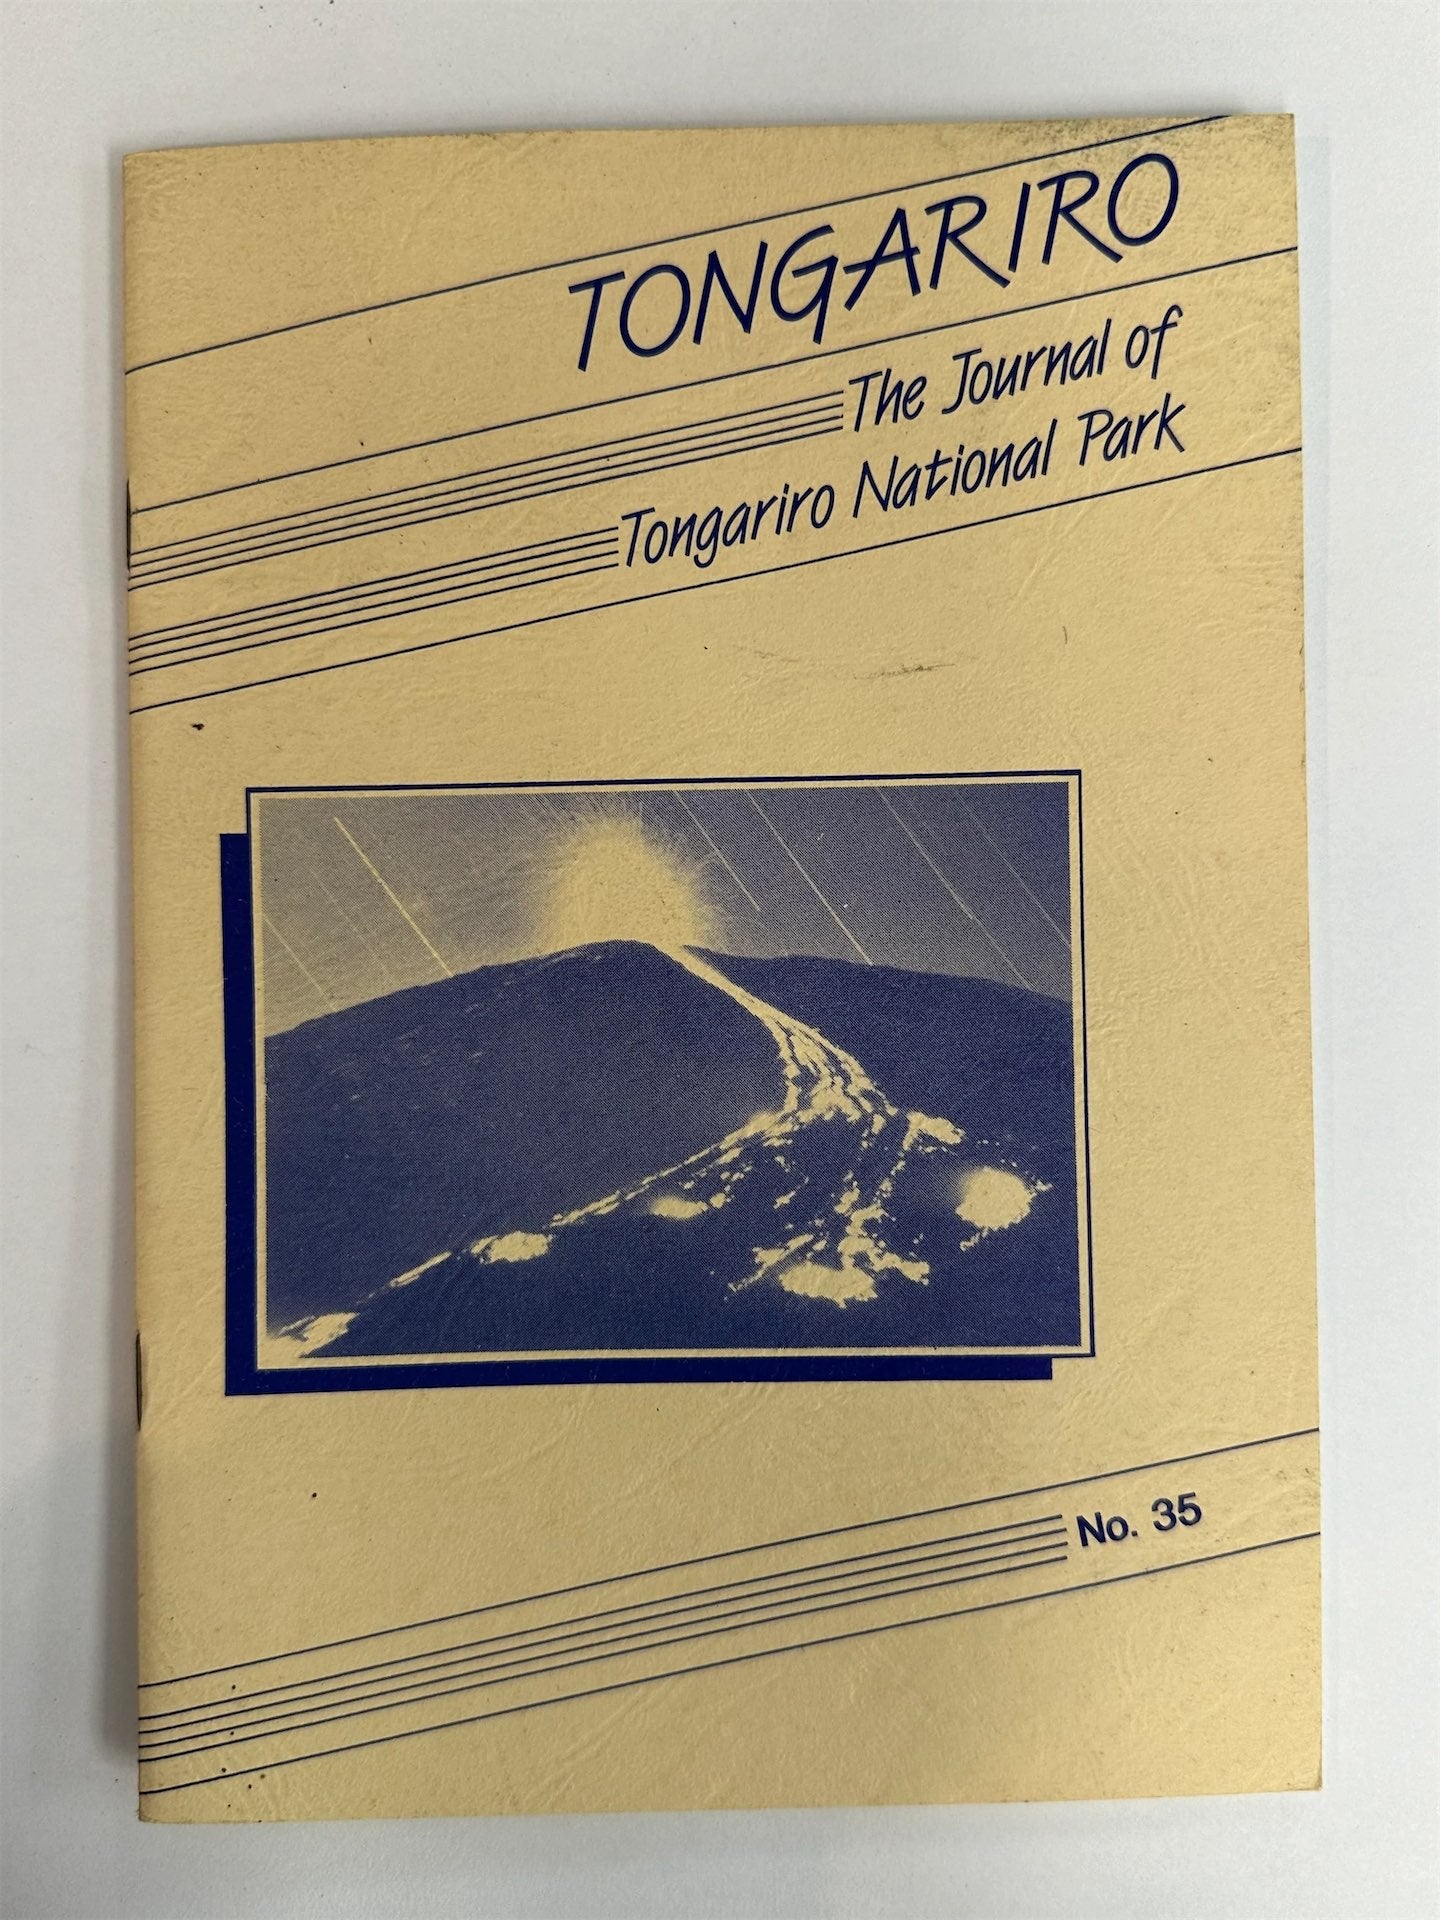 TONGARIRO
The Journal of
Tongariro National Park
No. 35